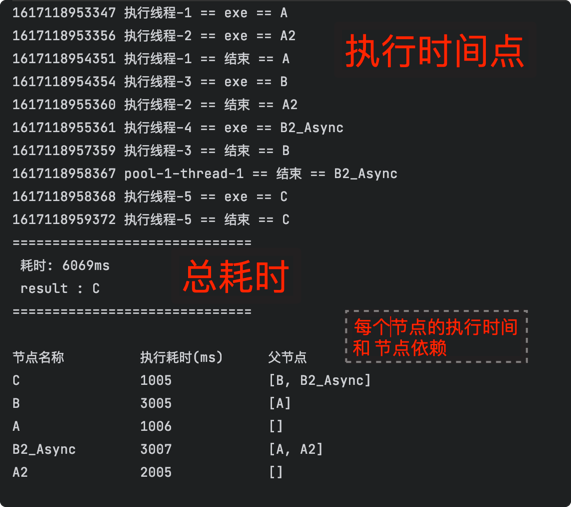 1617118953347 执行线程-1 == exe == A
1617118953356 执行线程-2 == exe == A2
执行时间点
1617118954351 执行线程-1 == 结束 == A
1617118954354 执行线程-3 == exe == B
1617118955360 执行线程-2 == 结束 == A2
1617118955361 执行线程-4 == exe == B2_Async
1617118957359 执行线程-3 == 结束 == B
1617118958367 pool-1-thread-1 == 结束 == B2_Async
1617118958368 执行线程-5 == exe == C
1617118959372 执行线程-5 == 结束 == C
==============================
耗时: 6069ms
总耗时
result : C
==============================
每个节点的执行时间
和 节点依赖
节点名称 执行耗时(ms) 父节点
C 1005 [B, B2_Async]
B 3005 [A]
A 1006 []
B2_Async 3007 [A, A2]
A2 2005 []